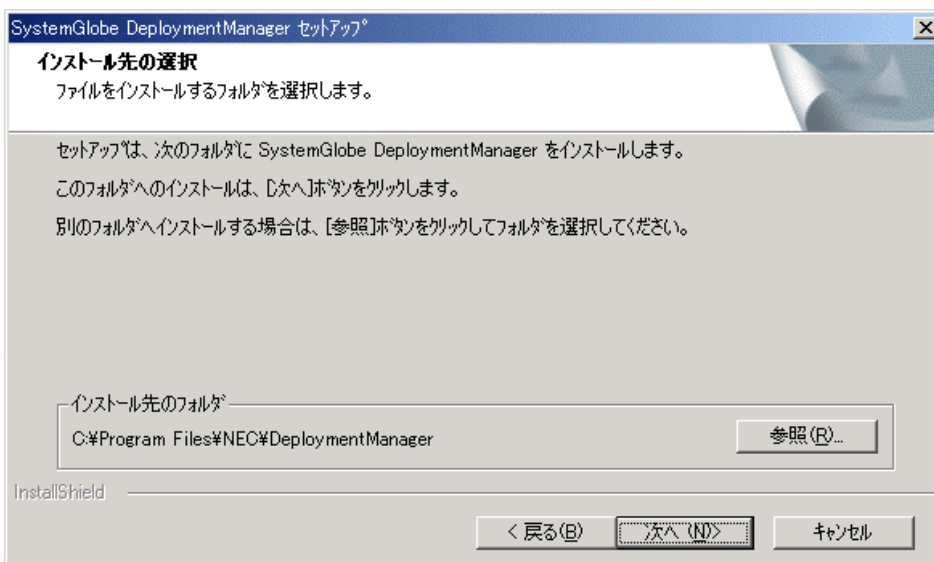 SystemGlobe DeploymentManager セットアップ
インストール先の選択
ファイルをインストールするフォルダを選択します。
セットアップは、次のフォルダに SystemGlobe DeploymentManager をインストールします。
このフォルダへのインストールは、[次へ]ボタンをクリックします。
別のフォルダへインストールする場合は、[参照]ボタンをクリックしてフォルダを選択してください。
インストール先のフォルダ
C:¥Program Files¥NEC¥DeploymentManager
参照(R)...
InstallShield
< 戻る(B)
次へ (N)>
キャンセル